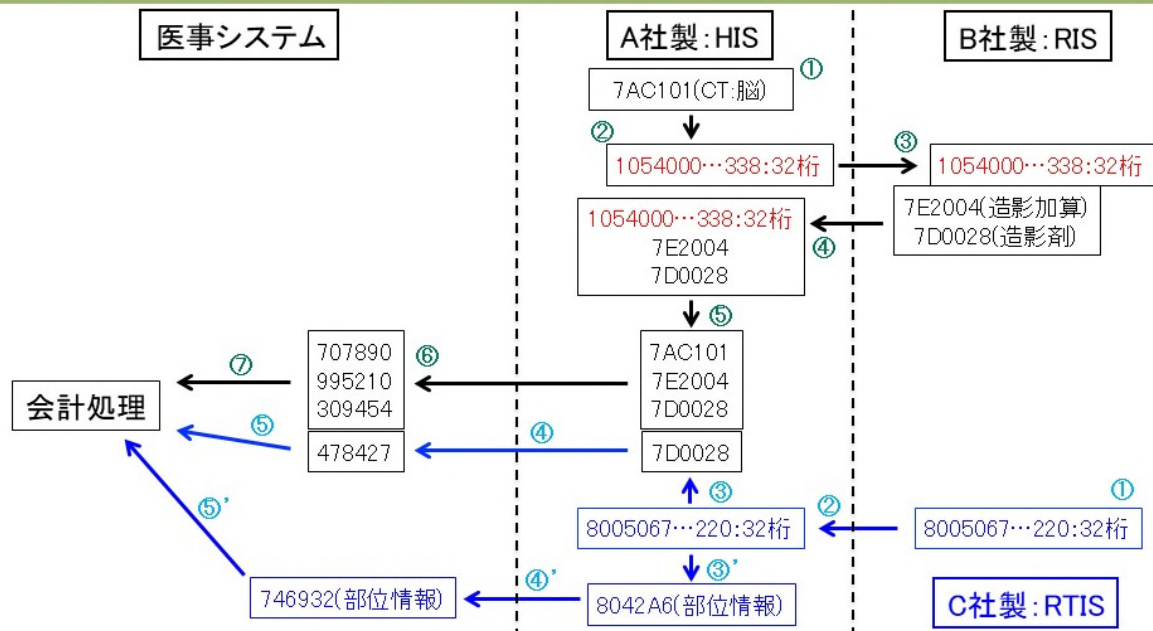 医事システム
A社製：HIS
B社製：RIS
①
7AC101(CT:脳)
②
1054000…338:32桁
③
1054000…338:32桁
7E2004(造影加算)
7D0028(造影剤)
1054000…338:32桁
7E2004
7D0028
④
⑤
707890
995210
309454
⑥
7AC101
7E2004
7D0028
⑦
会計処理
⑤
478427
④
7D0028
③
②
①
8005067…220:32桁
8005067…220:32桁
⑤’
③’
④’
746932(部位情報)
8042A6(部位情報)
C社製：RTIS